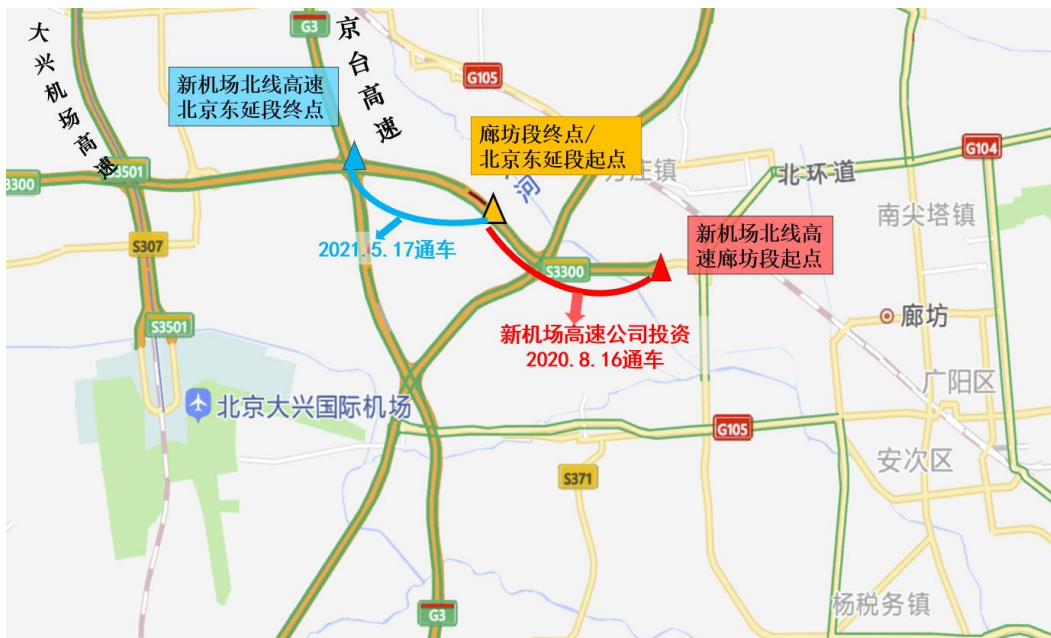 大兴机场高速
G3
京台高速
G105
新机场北线高速
北京东延段终点
廊坊段终点/
北京东延段起点
G104
S3501
S3300
河
万庄镇
北环道
南尖塔镇
S307
2021.5.17通车
新机场北线高
速廊坊段起点
S3300
S3501
新机场高速公司投资
2020.8.16通车
廊坊
广阳区
北京大兴国际机场
G105
安次区
S371
G3
杨税务镇